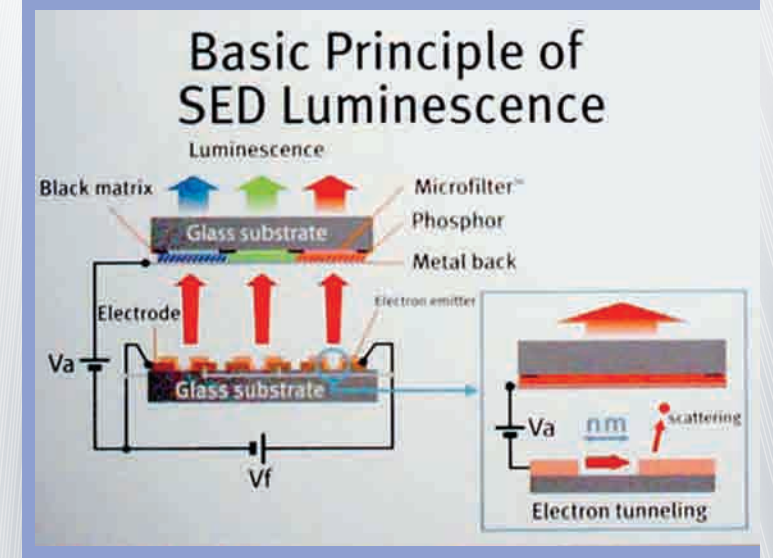 Basic Principle of
SED Luminescence
Luminescence
Black matrix
Microfilter™
Glass substrate
Phosphor
Metal back
Electrode
Electron emitter
Va
Glass substrate
Vf
Va
nm
scattering
Electron tunneling